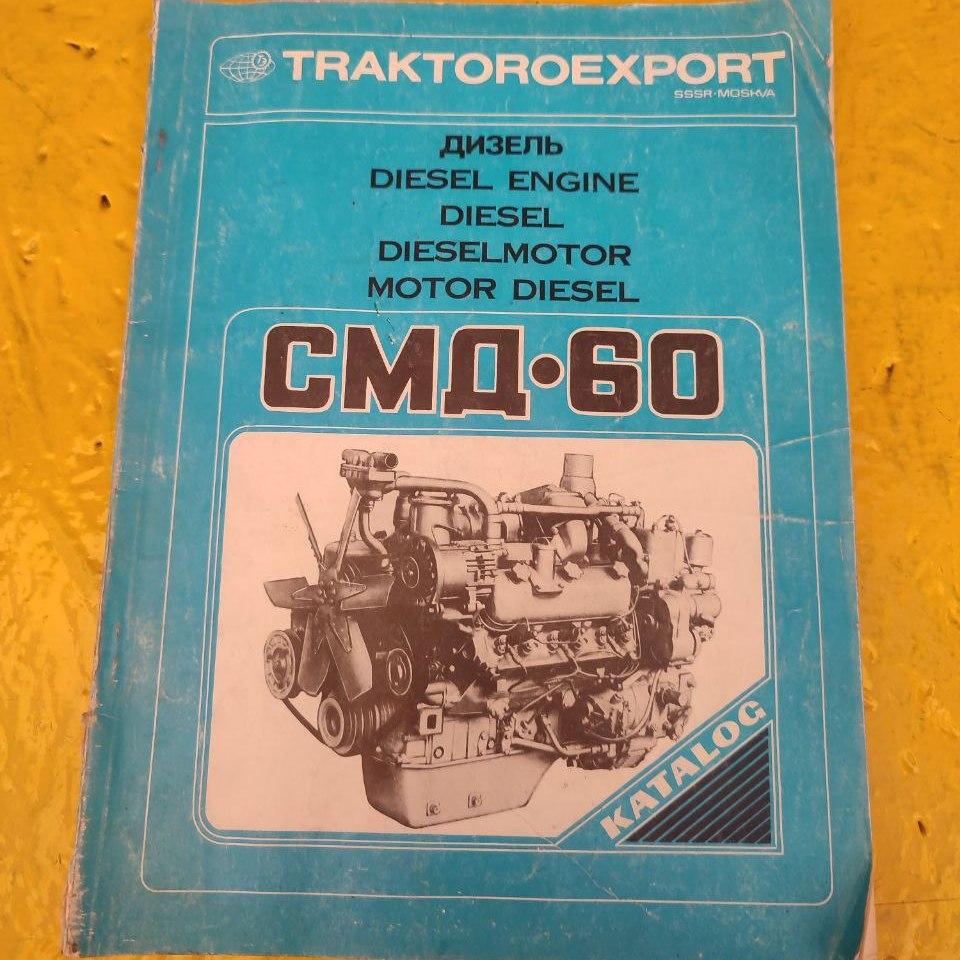 TRAKTOROEXPORT
SSSR·MOSKVA
ДИЗЕЛЬ
DIESEL ENGINE
DIESEL
DIESELMOTOR
MOTOR DIESEL
СМД·60
KATALOG